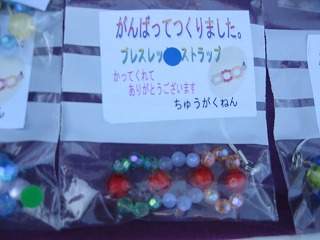 がんばってつくりました。
ブレスレットストラップ
かってくれて
ありがとうございます
ちゅうがくねん